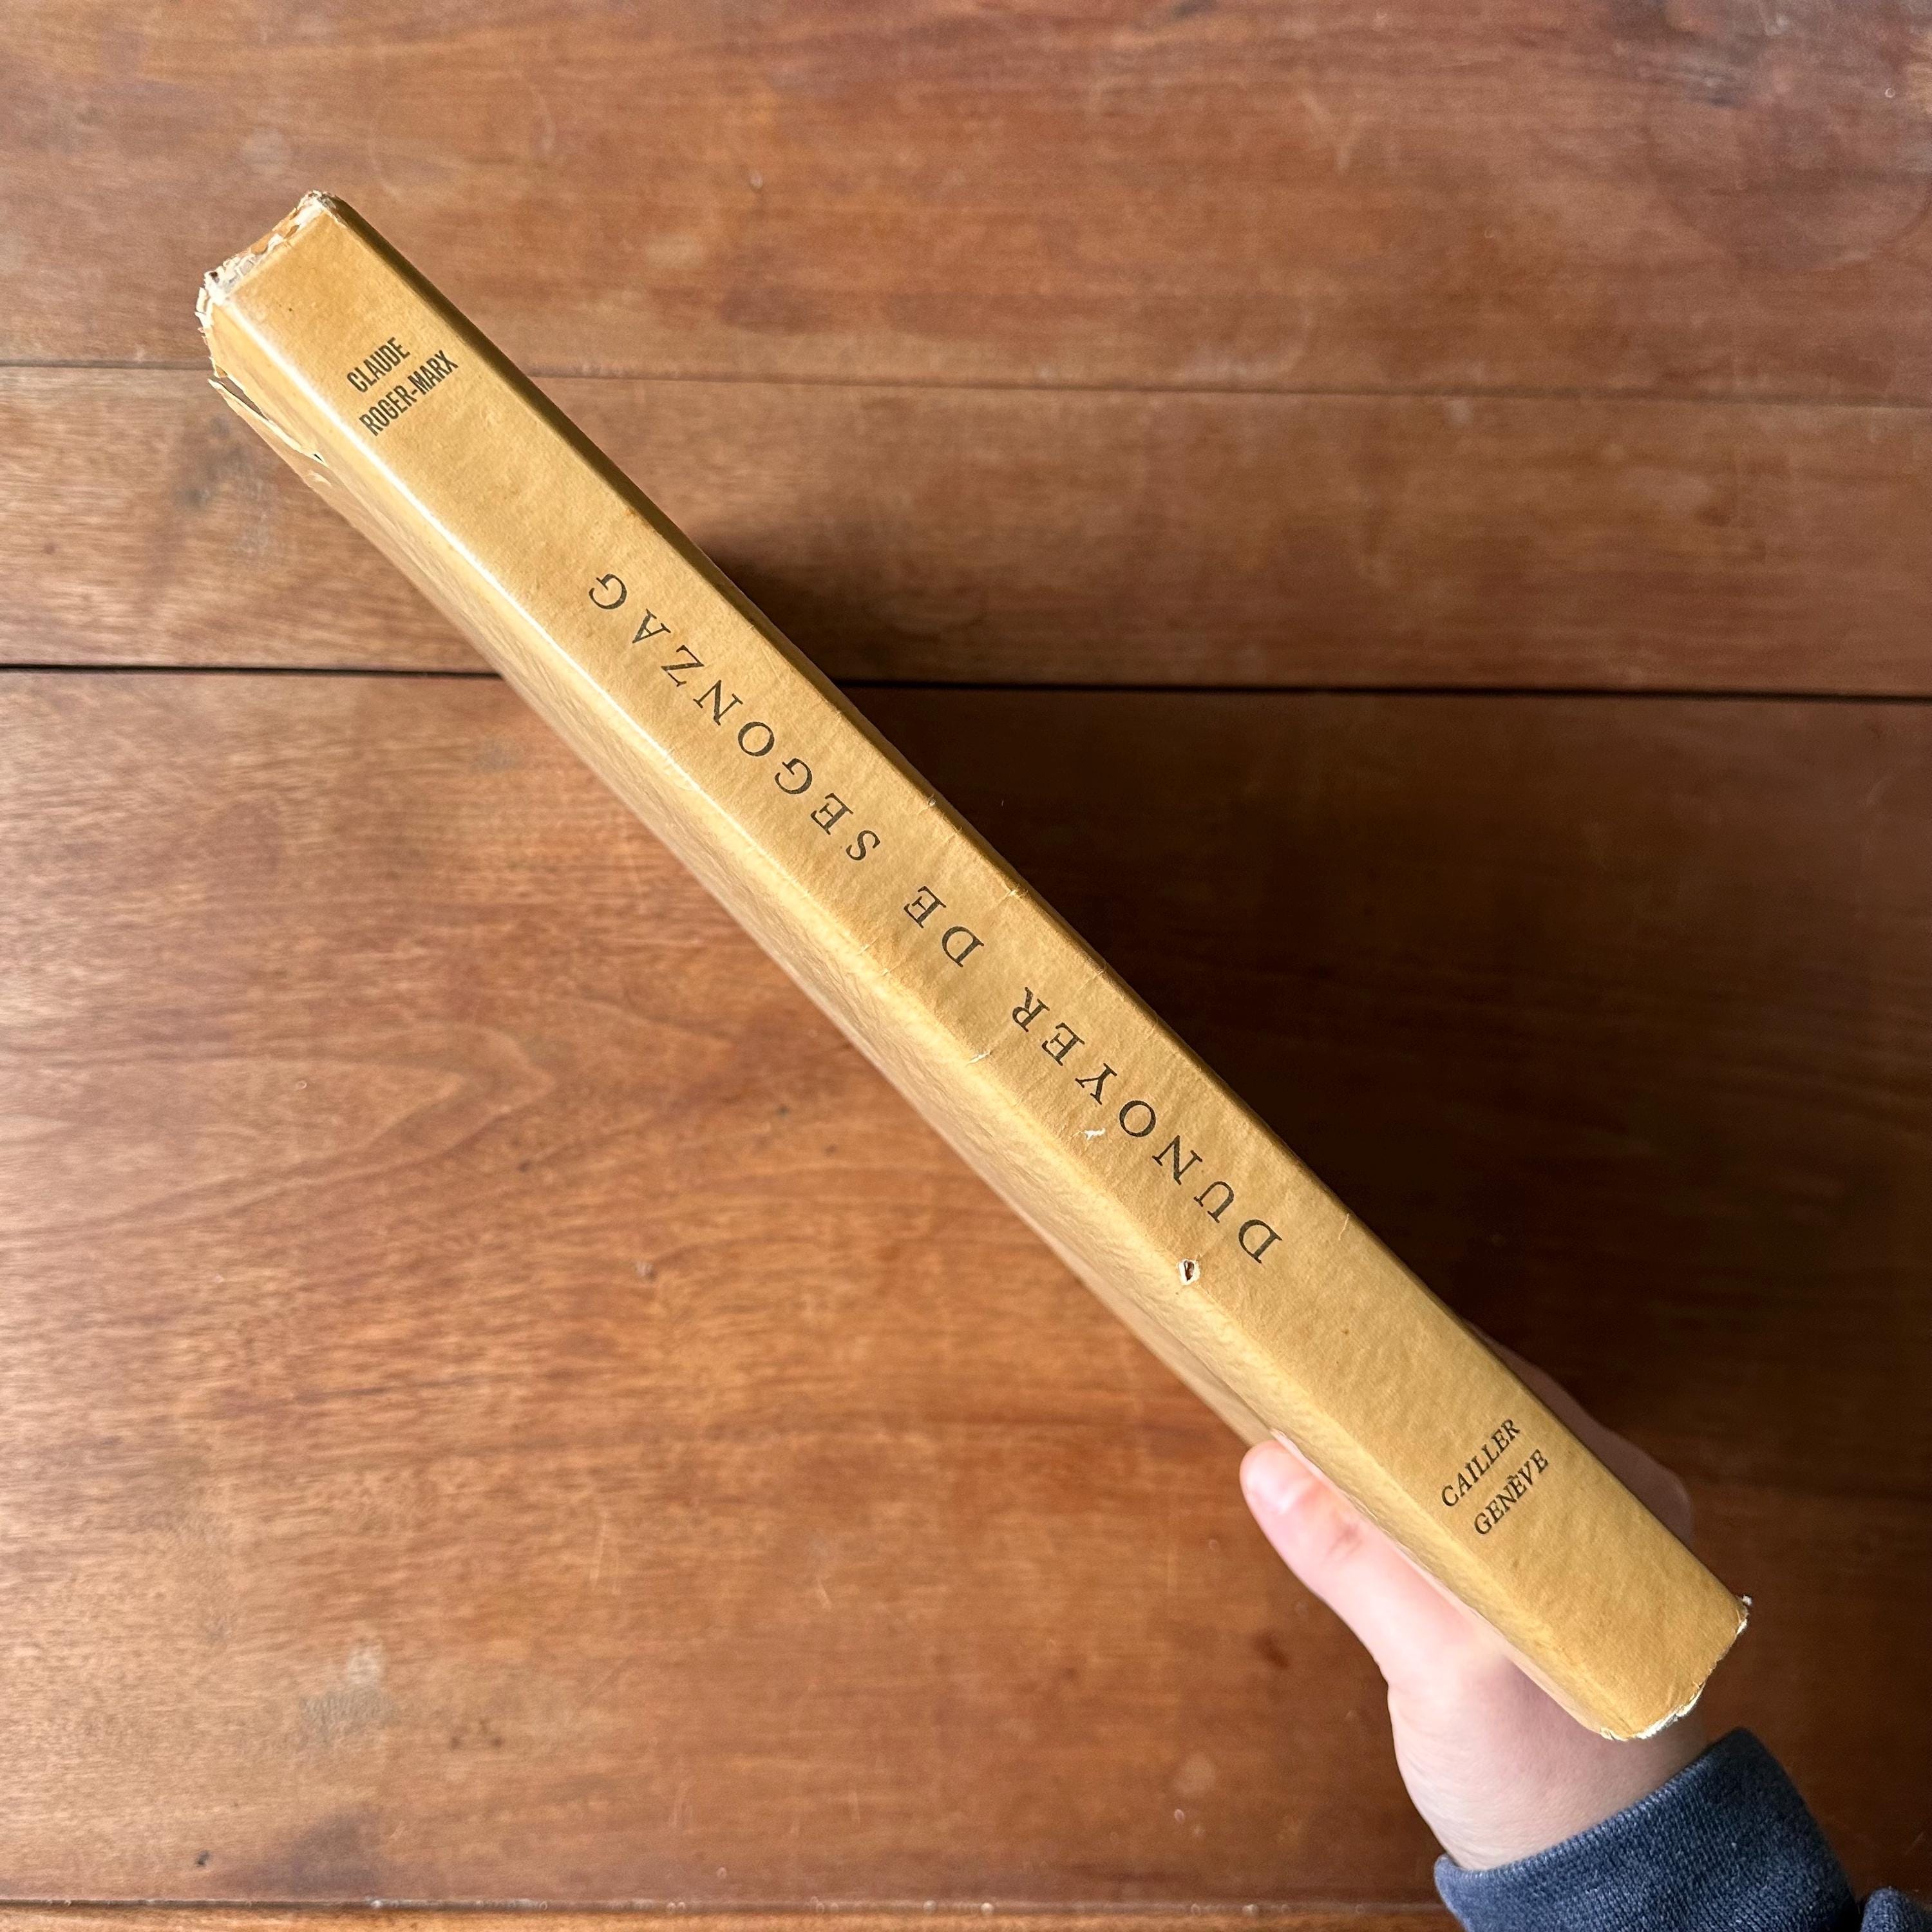 CLAUDE
ROGER-MARX
DUNOYER DE SEGONZAC
CAILLER
GENÈVE